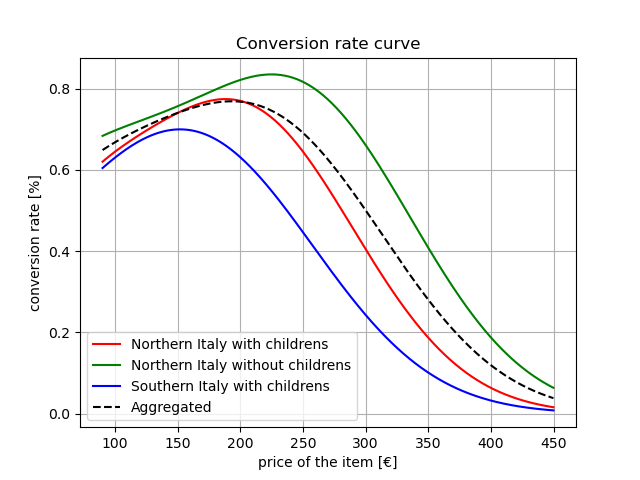 Conversion rate curve
conversion rate [%]
0.8
0.6
0.4
0.2
0.0
Northern Italy with childrens
Northern Italy without childrens
Southern Italy with childrens
Aggregated
100 150 200 250 300 350 400 450
price of the item [€]